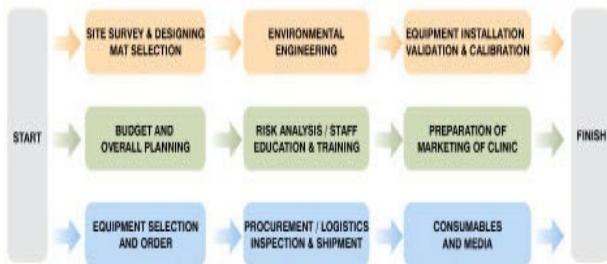 START
SITE SURVEY & DESIGNING
MAT SELECTION
ENVIRONMENTAL
ENGINEERING
EQUIPMENT INSTALLATION
VALIDATION & CALIBRATION
BUDGET AND
OVERALL PLANNING
RISK ANALYSIS / STAFF
EDUCATION & TRAINING
PREPARATION OF
MARKETING OF CLINIC
EQUIPMENT SELECTION
AND ORDER
PROCUREMENT / LOGISTICS
INSPECTION & SHIPMENT
CONSUMABLES
AND MEDIA
FINISH